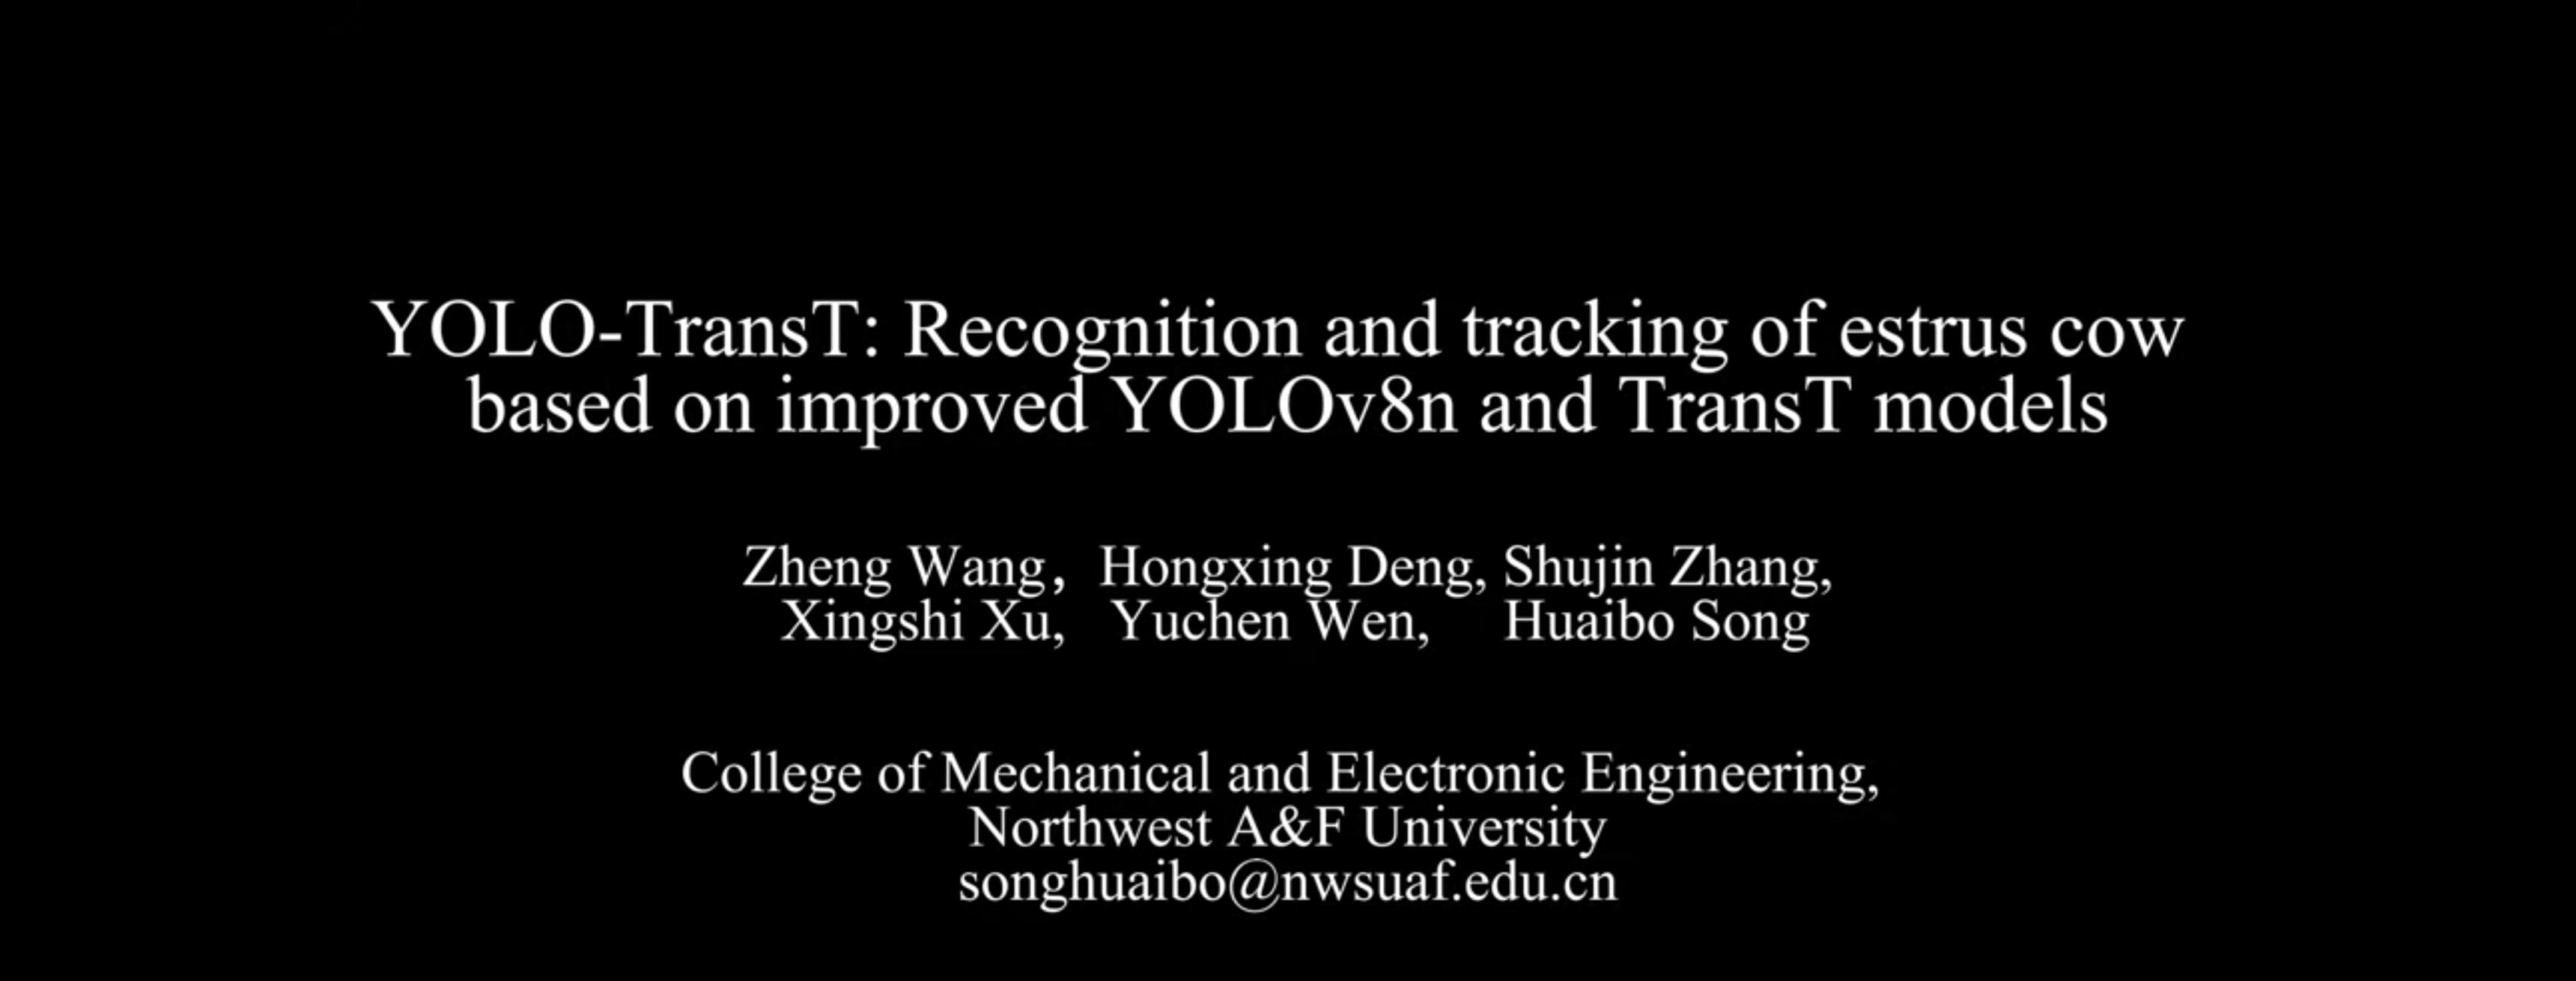 YOLO-TransT: Recognition and tracking of estrus cow
based on improved YOLOv8n and TransT models
Zheng Wang，Hongxing Deng, Shujin Zhang,
Xingshi Xu, Yuchen Wen, Huaibo Song
College of Mechanical and Electronic Engineering,
Northwest A&F University
songhuaibo@nwsuaf.edu.cn